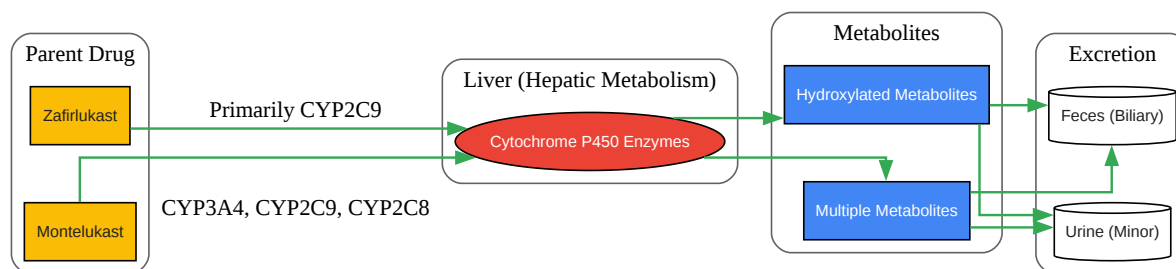 Parent Drug
Zafirlukast
Montelukast
Primarily CYP2C9
CYP3A4, CYP2C9, CYP2C8
Liver (Hepatic Metabolism)
Cytochrome P450 Enzymes
Metabolites
Hydroxylated Metabolites
Multiple Metabolites
Excretion
Feces (Biliary)
Urine (Minor)